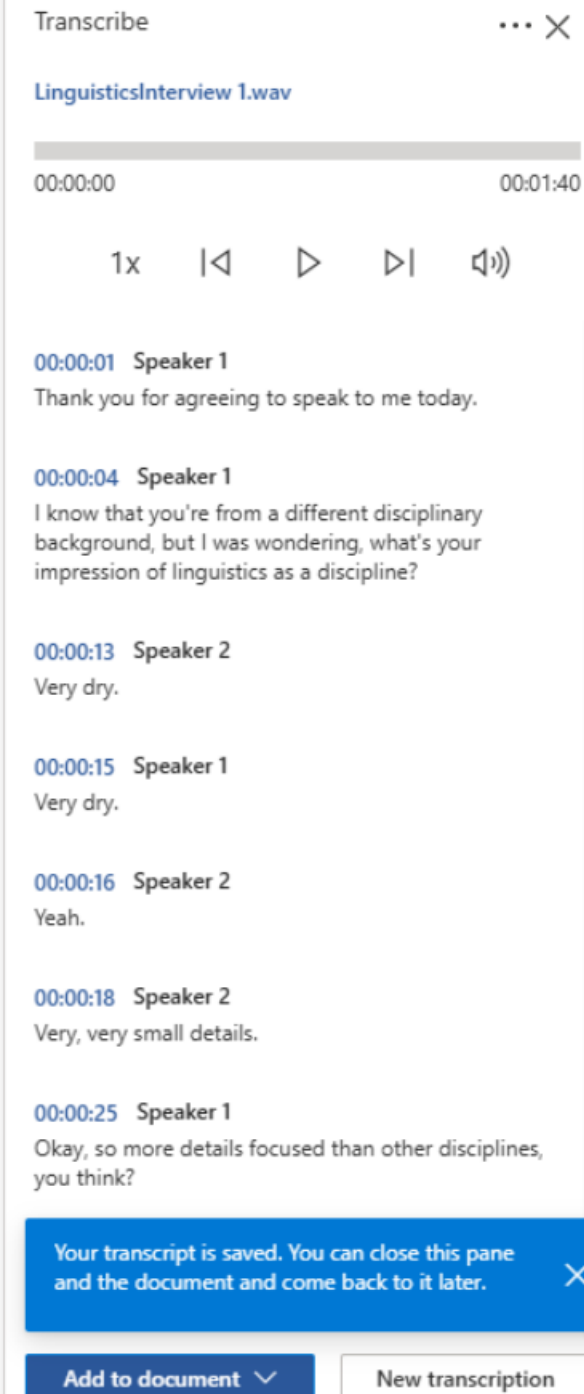 Transcribe
LinguisticsInterview 1.wav
00:00:00 00:01:40
1x
00:00:01 Speaker 1
Thank you for agreeing to speak to me today.
00:00:04 Speaker 1
I know that you're from a different disciplinary
background, but I was wondering, what's your
impression of linguistics as a discipline?
00:00:13 Speaker 2
Very dry.
00:00:15 Speaker 1
Very dry.
00:00:16 Speaker 2
Yeah.
00:00:18 Speaker 2
Very, very small details.
00:00:25 Speaker 1
Okay, so more details focused than other disciplines,
you think?
Your transcript is saved. You can close this pane
and the document and come back to it later.
Add to document New transcription